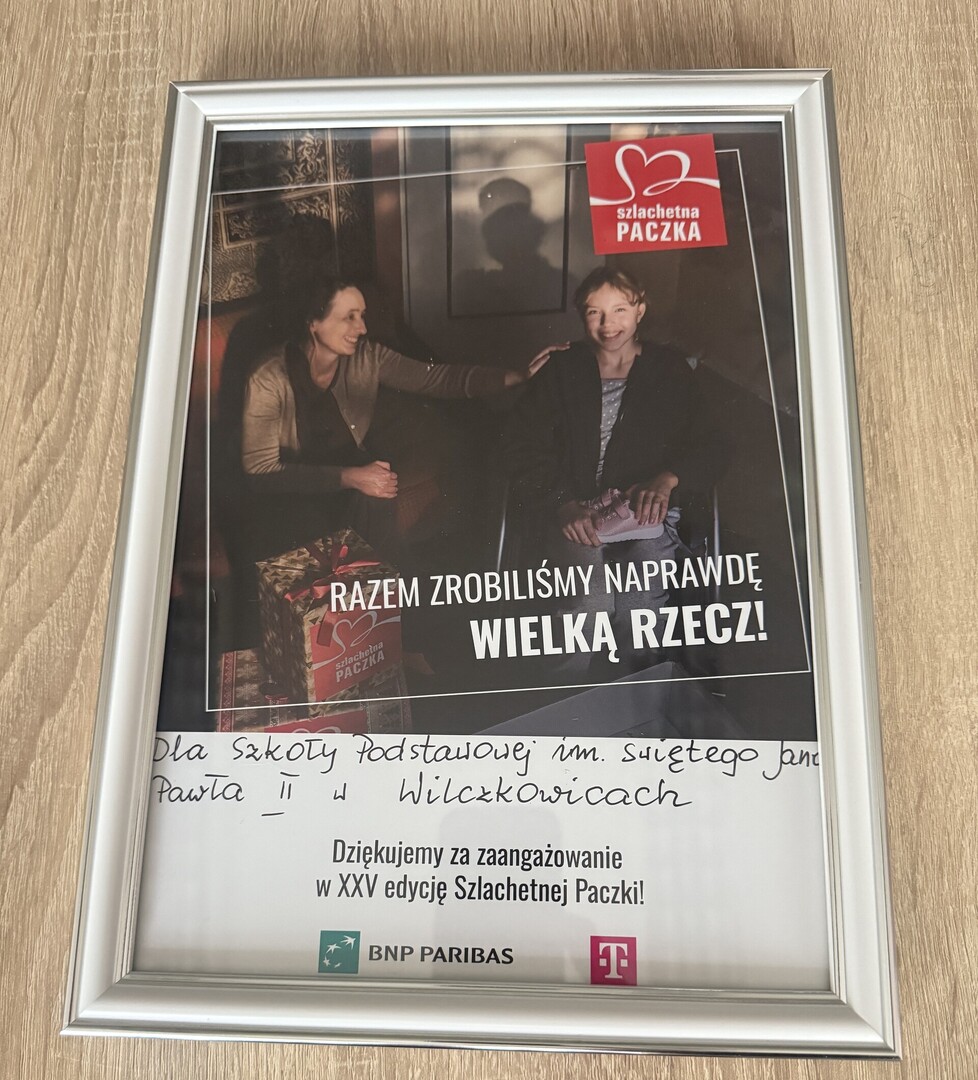 szlachetna
PACZKA
RAZEM ZROBILIŚMY NAPRAWDĘ
WIELKĄ RZECZ!
szlachetna
PACZKA
Dla Szkoły Podstawowej im. świętego Jana
Pawła II w Wilczkowicach
Dziękujemy za zaangażowanie
w XXV edycję Szlachetnej Paczki!
BNP PARIBAS
T